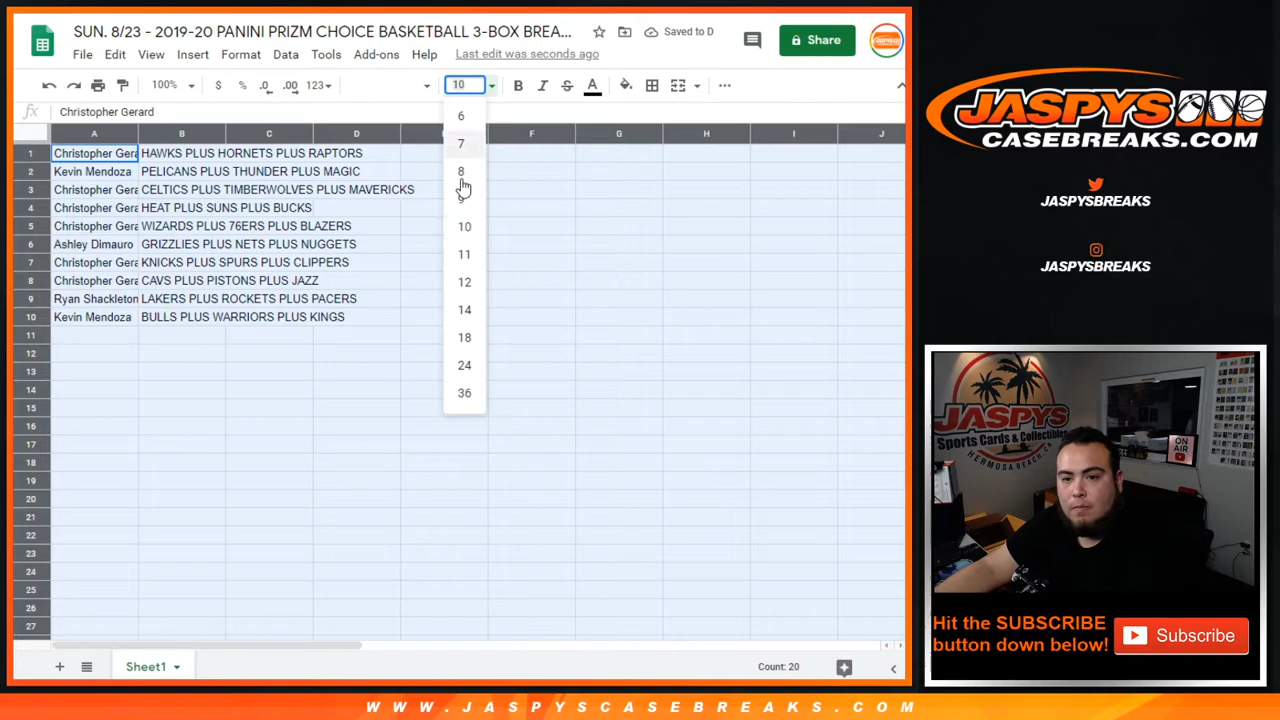 SUN. 8/23 - 2019-20 PANINI PRIZM CHOICE BASKETBALL 3-BOX BREA...
Saved to D
Share
File Edit View Insert Format Data Tools Add-ons Help Last edit was seconds ago
100% $ % .0 .00 123 10 B I S A ...
fx Christopher Gerard
A B C D F G H I J
1 Christopher Gera HAWKS PLUS HORNETS PLUS RAPTORS
2 Kevin Mendoza PELICANS PLUS THUNDER PLUS MAGIC
3 Christopher Gera CELTICS PLUS TIMBERWOLVES PLUS MAVERICKS
4 Christopher Gera HEAT PLUS SUNS PLUS BUCKS
5 Christopher Gera WIZARDS PLUS 76ERS PLUS BLAZERS
6 Ashley Dimauro GRIZZLIES PLUS NETS PLUS NUGGETS
7 Christopher Gera KNICKS PLUS SPURS PLUS CLIPPERS
8 Christopher Gera CAVS PLUS PISTONS PLUS JAZZ
9 Ryan Shackleton LAKERS PLUS ROCKETS PLUS PACERS
10 Kevin Mendoza BULLS PLUS WARRIORS PLUS KINGS
11
12
13
14
15
16
17
18
19
20
21
22
23
24
25
26
27
6
7
8
9
10
11
12
14
18
24
36
Sheet1
Count: 20
JASPYS
CASEBREAKS.COM
JASPYSBREAKS
JASPYSBREAKS
JASPYS
Sports Cards & Collectibles
HERMOSA BEACH, CA
ON AIR
Hit the SUBSCRIBE
button down below!
Subscribe
WWW.JASPYSCASEBREAKS.COM